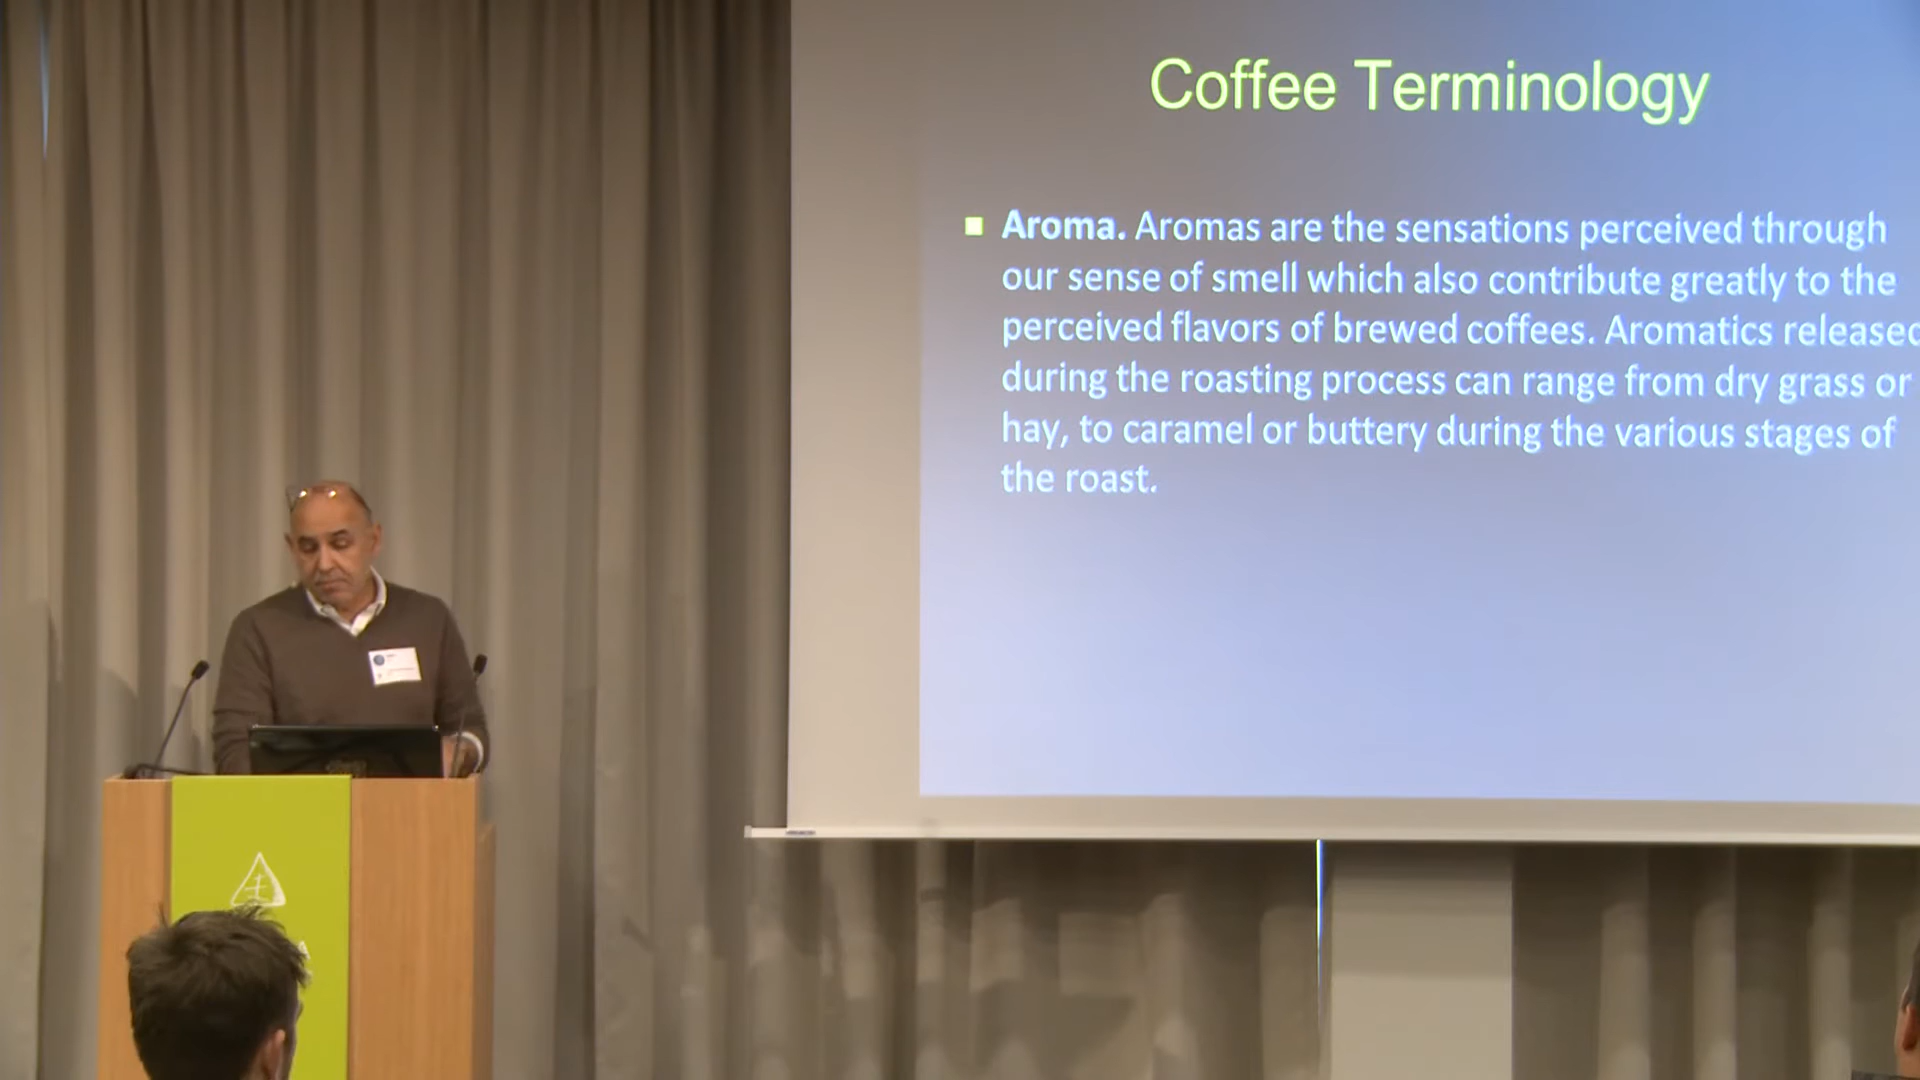 Coffee Terminology
Aroma. Aromas are the sensations perceived through
our sense of smell which also contribute greatly to the
perceived flavors of brewed coffees. Aromatics released
during the roasting process can range from dry grass or
hay, to caramel or buttery during the various stages of
the roast.